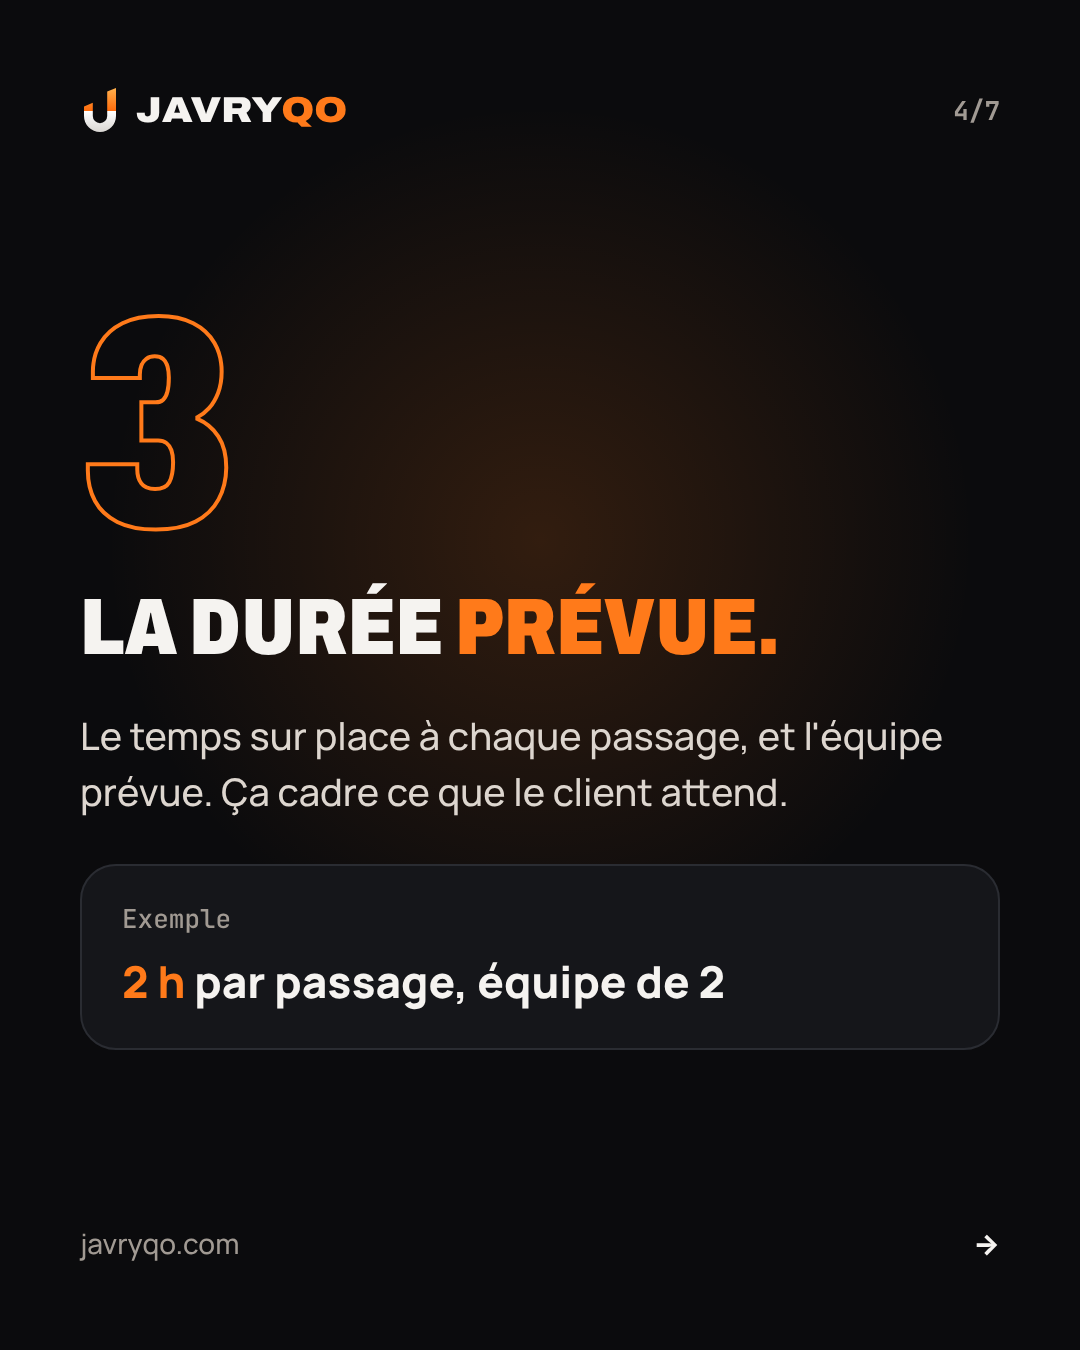 JAVRYQO
4/7
3
LA DURÉE PRÉVUE.
Le temps sur place à chaque passage, et l'équipe
prévue. Ça cadre ce que le client attend.
Exemple
2 h par passage, équipe de 2
javryqo.com
→